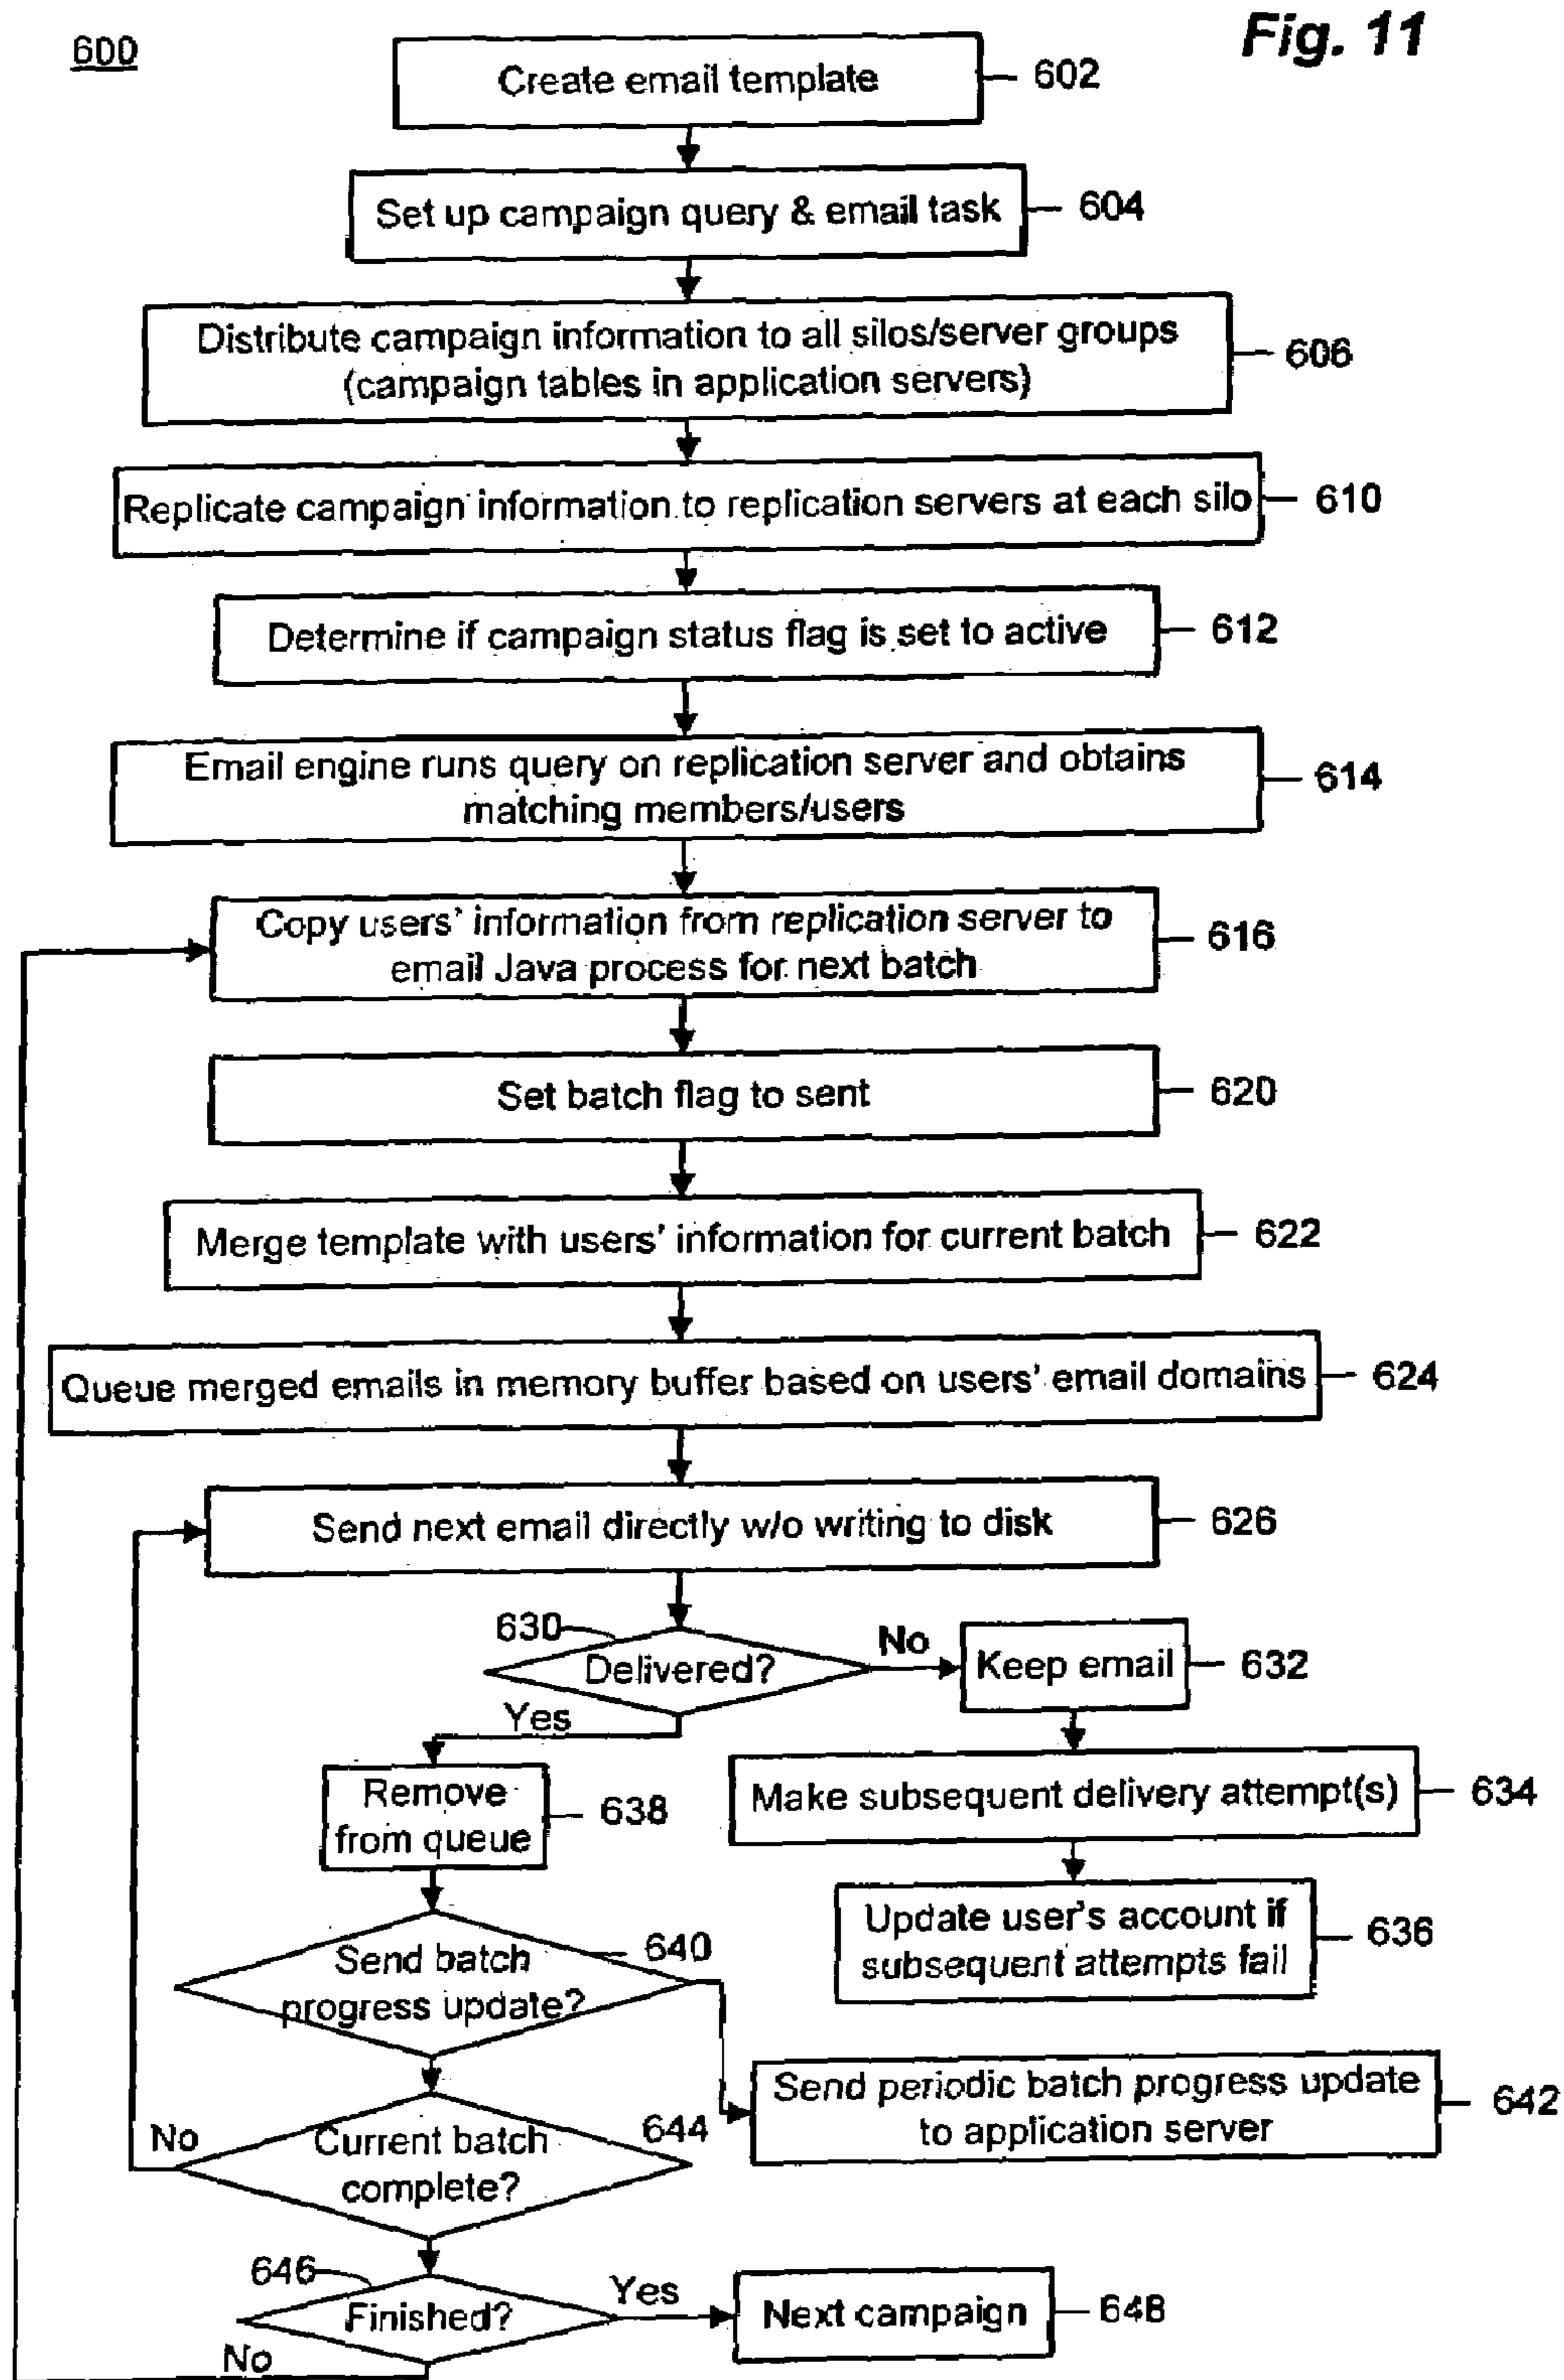 600
Fig. 11
Create email template
602
Set up campaign query & email task
604
Distribute campaign information to all silos/server groups
(campaign tables in application servers)
606
Replicate campaign information to replication servers at each silo
610
Determine if campaign status flag is set to active
612
Email engine runs query on replication server and obtains
matching members/users
614
Copy users' information from replication server to
email Java process for next batch
616
Set batch flag to sent
620
Merge template with users' information for current batch
622
Queue merged emails in memory buffer based on users' email domains
624
Send next email directly w/o writing to disk
626
630
Delivered?
No
Keep email
632
Yes
Remove
from queue
638
Make subsequent delivery attempt(s)
634
Update user's account if
subsequent attempts fail
636
Send batch
progress update?
640
Send periodic batch progress update
to application server
642
No
Current batch
complete?
644
646
Finished?
Yes
Next campaign
648
No